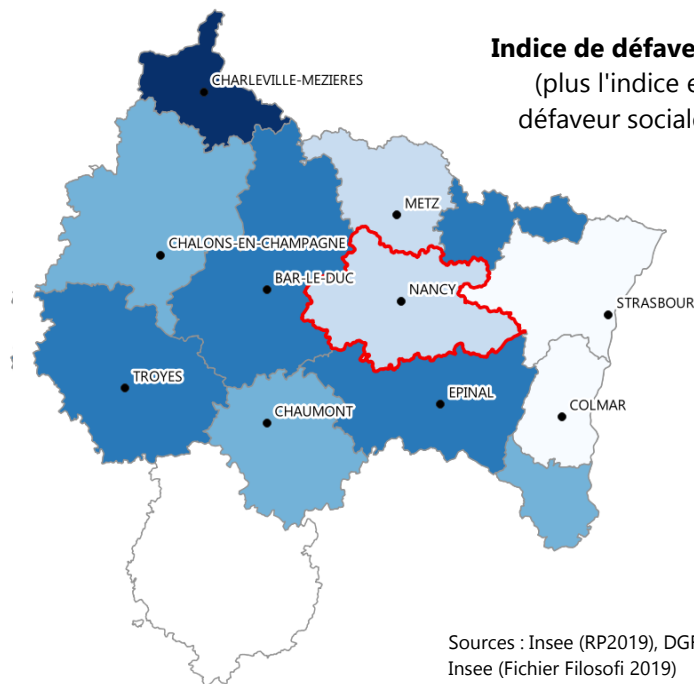 Indice de défave
(plus l'indice e
défaveur sociale
CHARLEVILLE-MEZIERES
METZ
CHALONS-EN-CHAMPAGNE
BAR-LE-DUC
NANCY
STRASBOUR
TROYES
CHAUMONT
EPINAL
COLMAR
Sources : Insee (RP2019), DGF
Insee (Fichier Filosofi 2019)